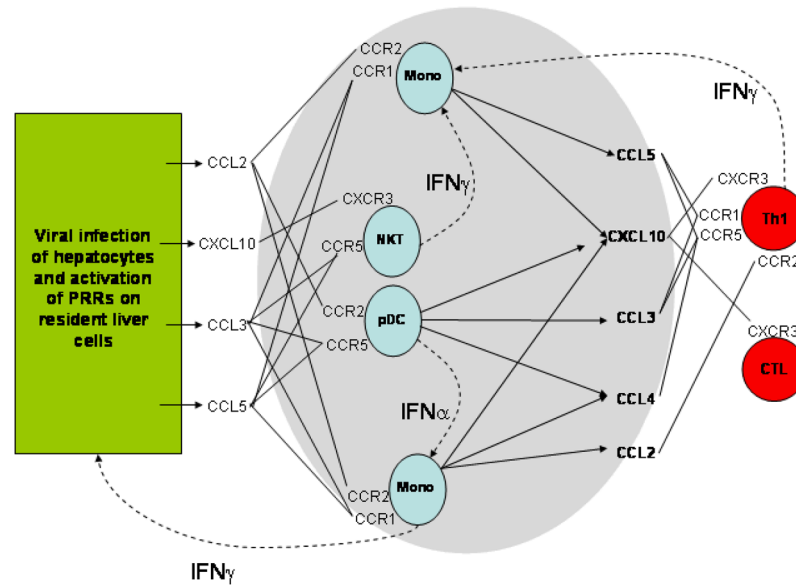 CCR2
CCR1
Mono
IFNγ
CCL2
CCL5
CXCR3
IFNγ
CXCR3
CCR1
Th1
CXCL10
NKT
CXCL10
CCR5
CCR5
CCR2
Viral infection
of hepatocytes
and activation
of PRRs on
resident liver
cells
CCL3
CCR2
pDC
CCL3
CCR5
CXCR3
CTL
IFNα
CCL5
CCL4
CCL2
CCR2
Mono
CCR1
IFNγ